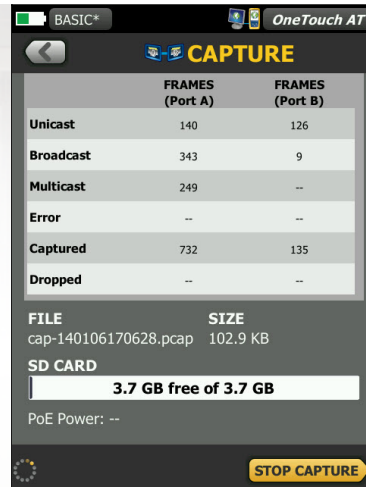 BASIC* OneTouch AT
CAPTURE
FRAMES FRAMES
(Port A) (Port B)
Unicast 140 126
Broadcast 343 9
Multicast 249 --
Error -- --
Captured 732 135
Dropped -- --
FILE SIZE
cap-140106170628.pcap 102.9 KB
SD CARD
3.7 GB free of 3.7 GB
PoE Power: --
STOP CAPTURE